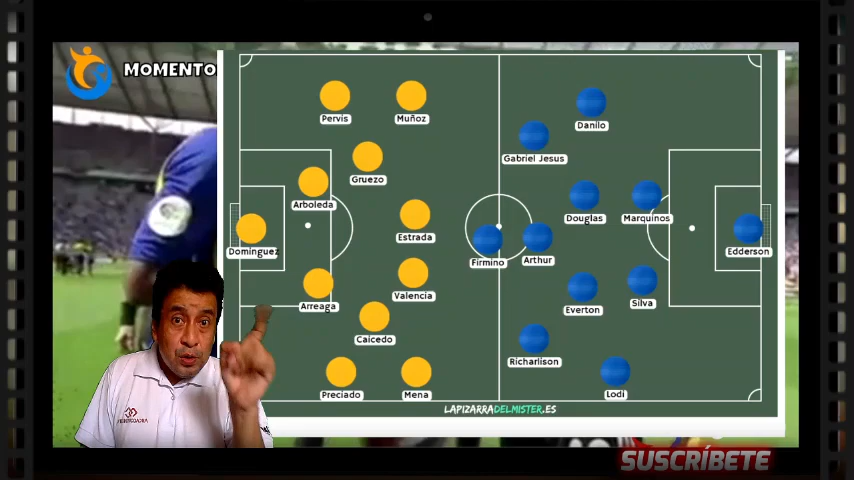 MOMENTO
Pervis
Muñoz
Danilo
Gabriel Jesus
Gruezo
Arboleda
Douglas
Marquinos
Estrada
Dominguez
Firmino
Arthur
Edderson
Arreaga
Valencia
Everton
Silva
Caicedo
Richarlison
Preciado
Mena
Lodi
LAPIZARRADELMISTER.ES
SUSCRÍBETE